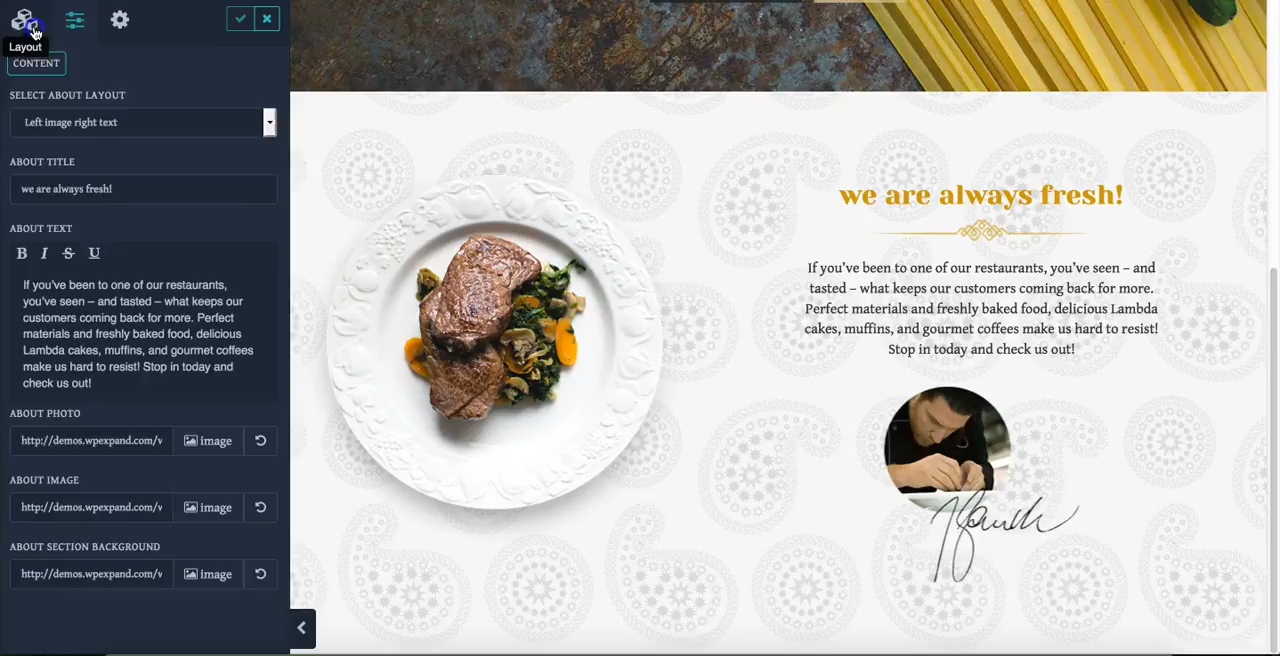 Layout
CONTENT
SELECT ABOUT LAYOUT
Left image right text
ABOUT TITLE
we are always fresh!
ABOUT TEXT
B I S U
If you’ve been to one of our restaurants,
you’ve seen – and tasted – what keeps our
customers coming back for more. Perfect
materials and freshly baked food, delicious
Lambda cakes, muffins, and gourmet coffees
make us hard to resist! Stop in today and
check us out!
ABOUT PHOTO
http://demos.wpexpand.com/v image
ABOUT IMAGE
http://demos.wpexpand.com/v image
ABOUT SECTION BACKGROUND
http://demos.wpexpand.com/v image
we are always fresh!
If you’ve been to one of our restaurants, you’ve seen – and
tasted – what keeps our customers coming back for more.
Perfect materials and freshly baked food, delicious Lambda
cakes, muffins, and gourmet coffees make us hard to resist!
Stop in today and check us out!